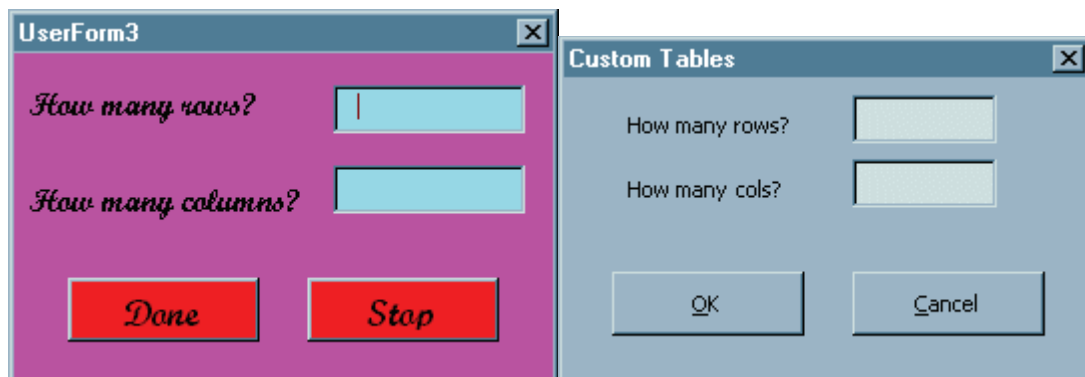 UserForm3
How many rows?
How many columns?
Done
Stop
Custom Tables
How many rows?
How many cols?
OK
Cancel